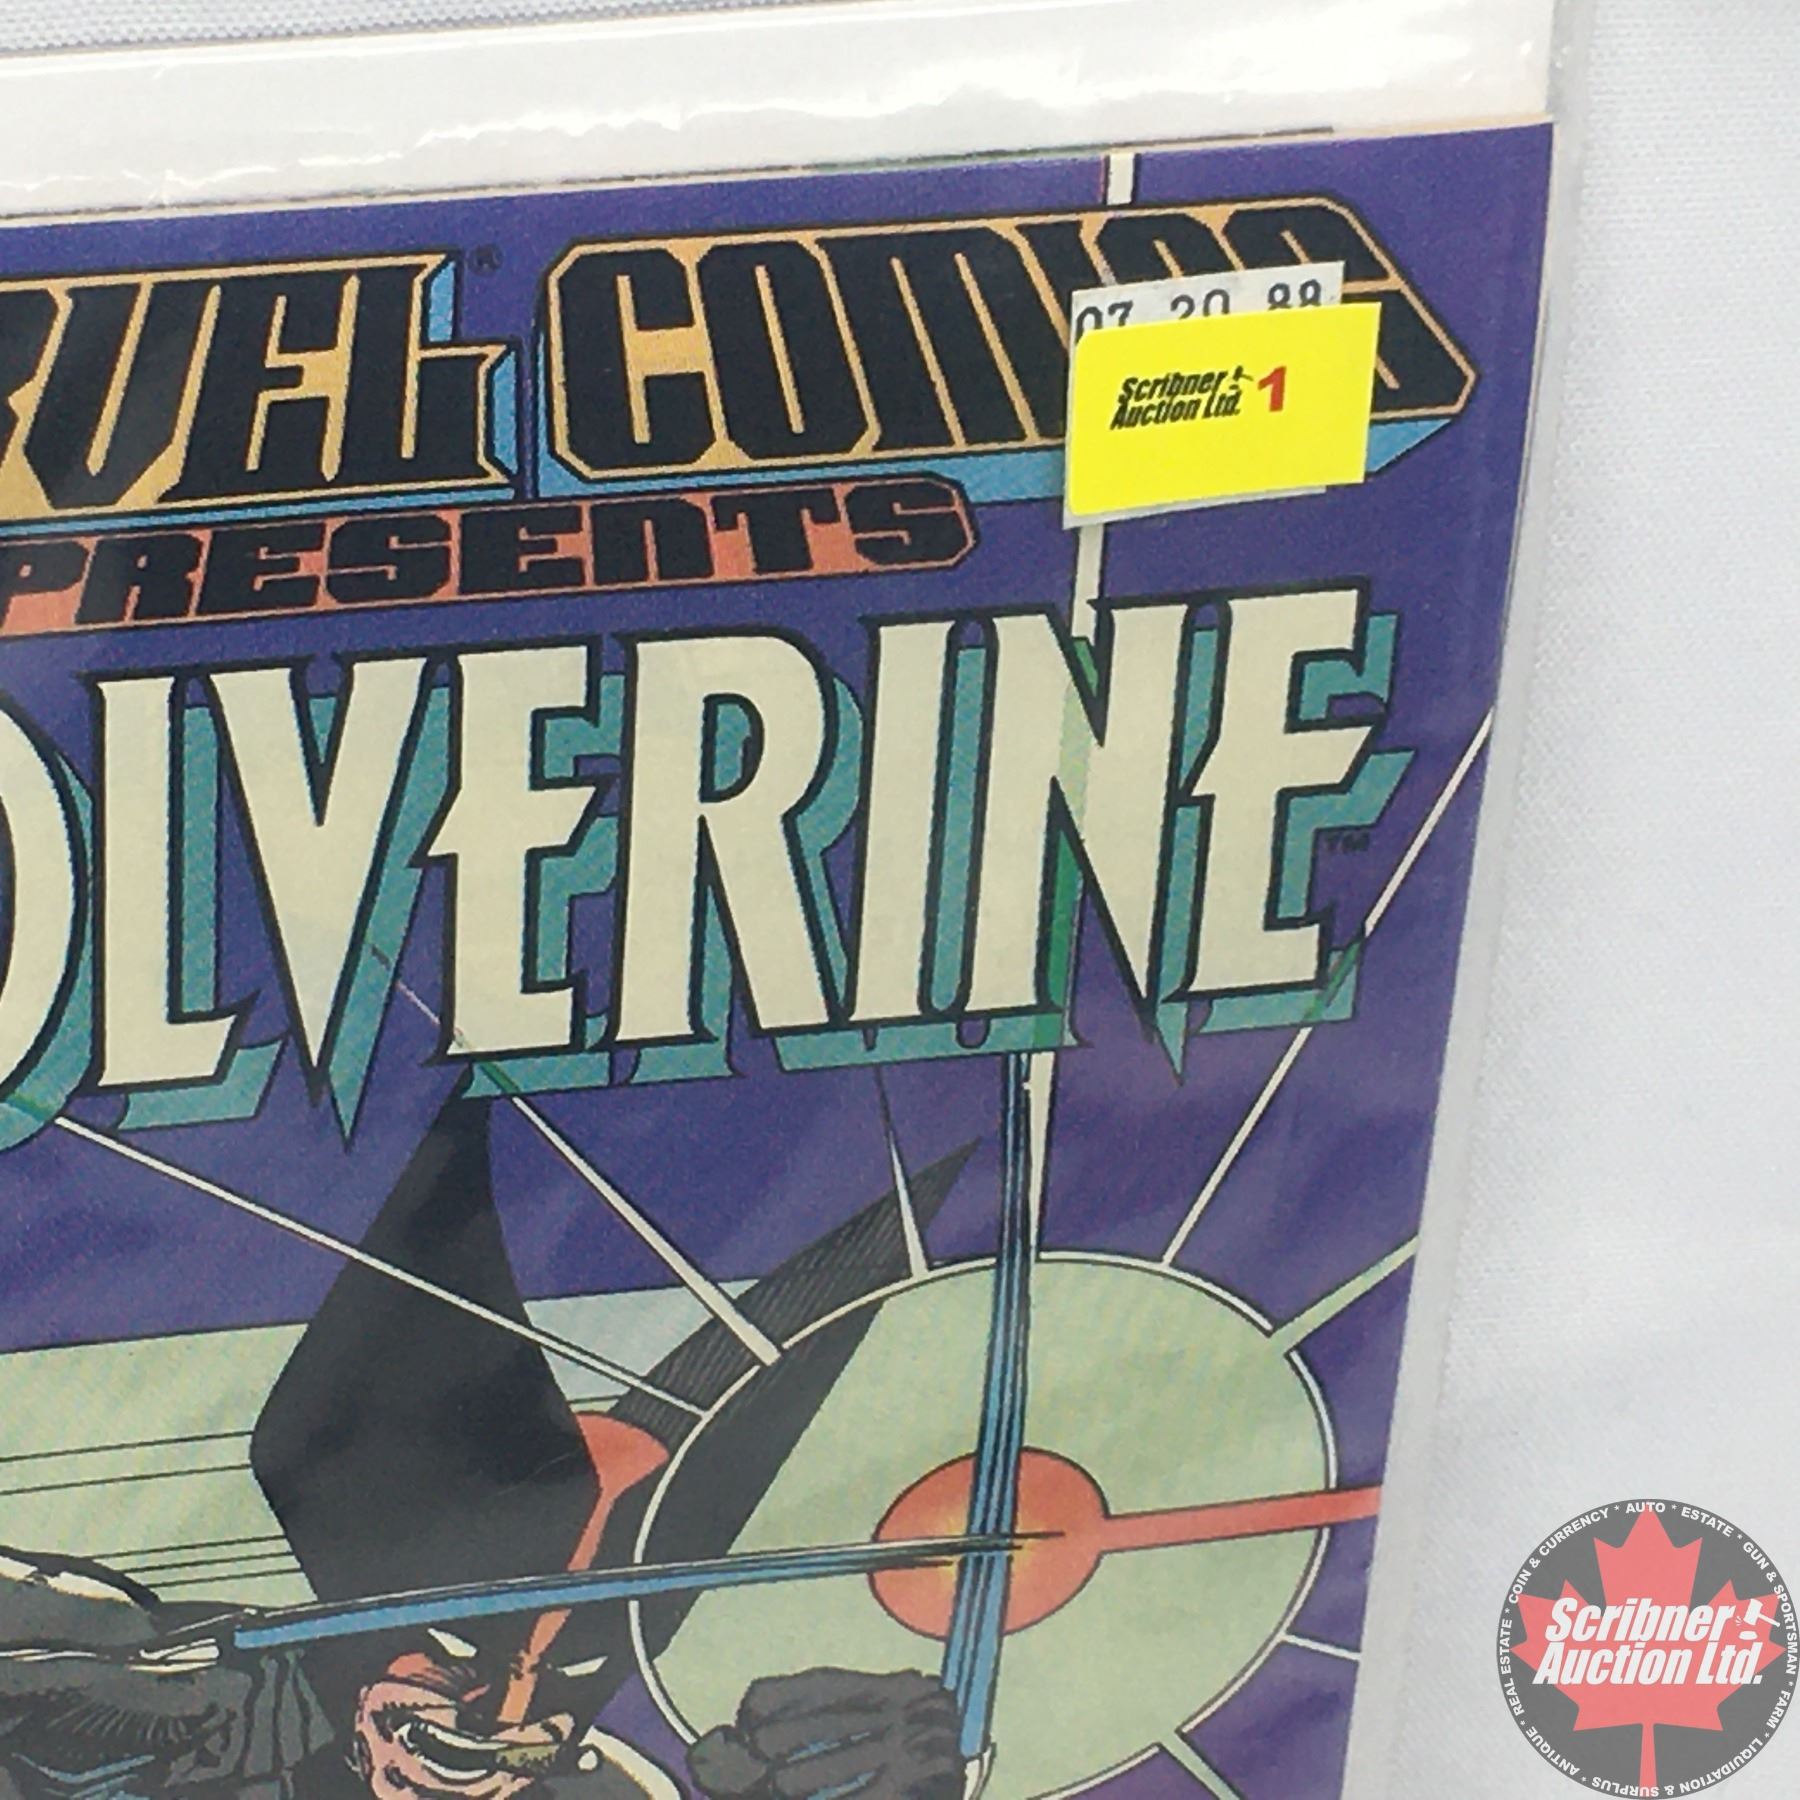 RVEL® COMICS
07 20 88
Scribner 1
Auction Ltd.
PRESENTS
OLVERINE™
Scribner
Auction Ltd.
COIN & CURRENCY * AUTO * ESTATE * GUN & SPORTSMAN * FARM * LIQUIDATION & SURPLUS * ANTIQUE * REAL ESTATE *